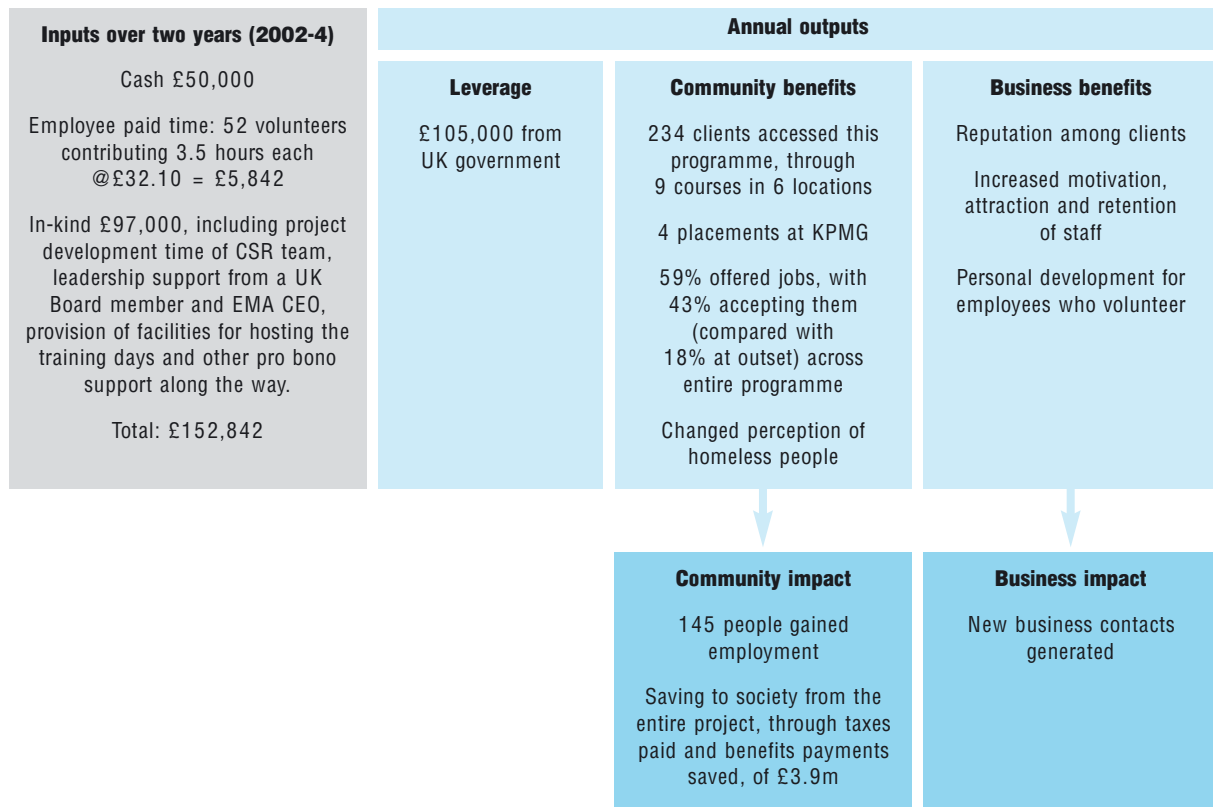 Inputs over two years (2002-4)
Cash £50,000
Employee paid time: 52 volunteers
contributing 3.5 hours each
@£32.10 = £5,842
In-kind £97,000, including project
development time of CSR team,
leadership support from a UK
Board member and EMA CEO,
provision of facilities for hosting the
training days and other pro bono
support along the way.
Total: £152,842
Annual outputs
Leverage
£105,000 from
UK government
Community benefits
234 clients accessed this
programme, through
9 courses in 6 locations
4 placements at KPMG
59% offered jobs, with
43% accepting them
(compared with
18% at outset) across
entire programme
Changed perception of
homeless people
Business benefits
Reputation among clients
Increased motivation,
attraction and retention
of staff
Personal development for
employees who volunteer
Community impact
145 people gained
employment
Saving to society from the
entire project, through taxes
paid and benefits payments
saved, of £3.9m
Business impact
New business contacts
generated